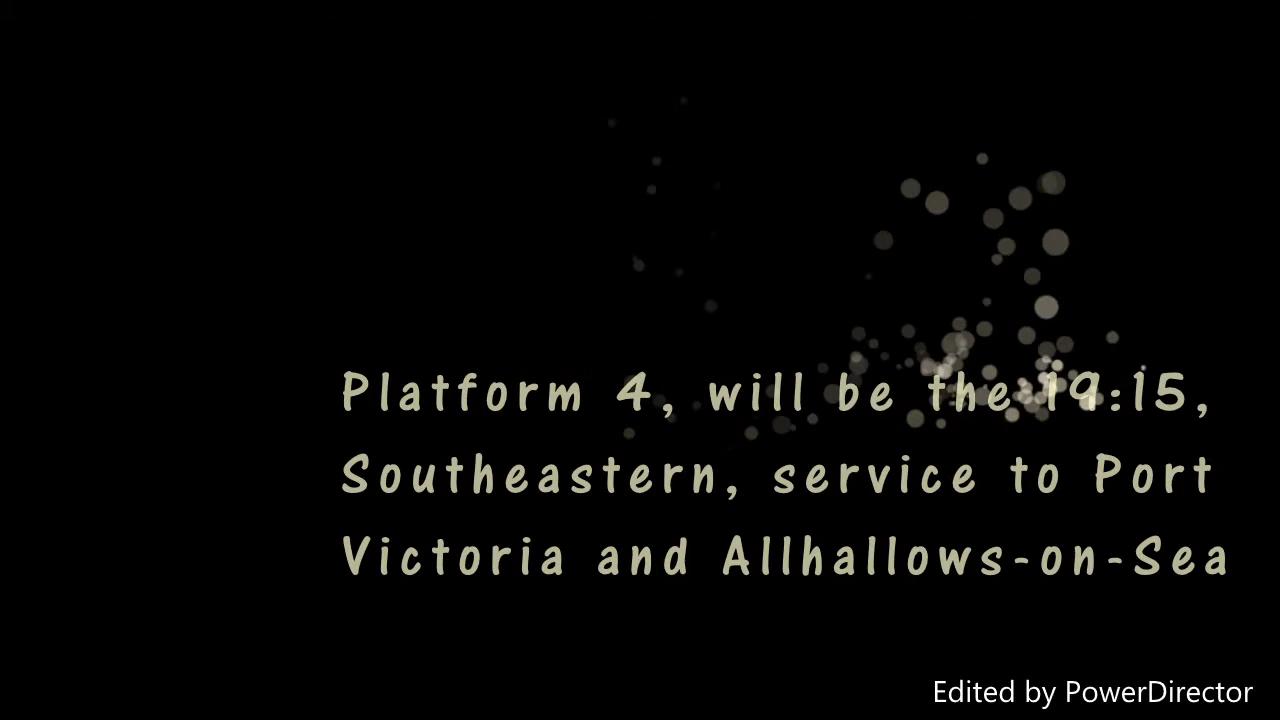 Platform 4, will be the 19:15,
Southeastern, service to Port
Victoria and Allhallows-on-Sea
Edited by PowerDirector